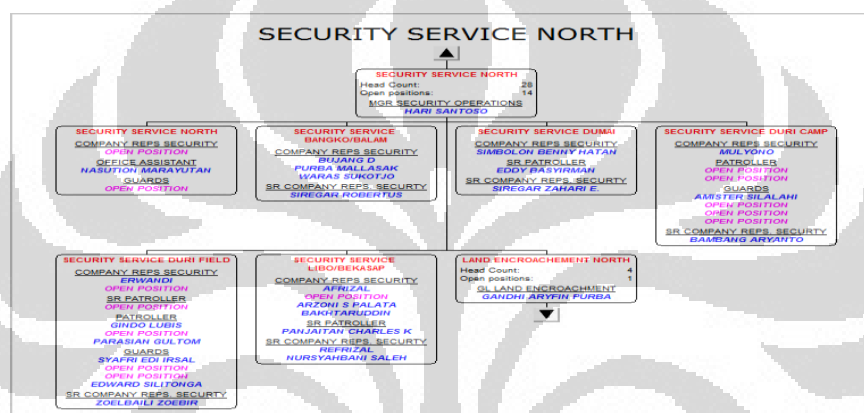 SECURITY SERVICE NORTH
SECURITY SERVICE NORTH
Head Count: 28
Open positions: 14
MGR SECURITY OPERATIONS
HARI SANTOSO
SECURITY SERVICE NORTH
COMPANY REPS SECURITY
OPEN POSITION
OFFICE ASSISTANT
NASUTION MARAYUTAN
GUARDS
OPEN POSITION
SECURITY SERVICE
BANGKO/BALAM
COMPANY REPS SECURITY
BUJANG D
PURBA MALLASAK
WARAS SUKOTJO
SR COMPANY REPS. SECURTY
SIREGAR ROBERTUS
SECURITY SERVICE DUMAI
COMPANY REPS SECURITY
SIMBOLON BENNY HATAN
SR PATROLLER
EDDY BASYIRMAN
SR COMPANY REPS. SECURTY
SIREGAR ZAHARI E.
SECURITY SERVICE DURI CAMP
COMPANY REPS SECURITY
MULYONO
PATROLLER
OPEN POSITION
OPEN POSITION
GUARDS
AMISTER SILALAHI
OPEN POSITION
OPEN POSITION
OPEN POSITION
SR COMPANY REPS. SECURTY
BAMBANG ARYANTO
SECURITY SERVICE DURI FIELD
COMPANY REPS SECURITY
ERWANDI
OPEN POSITION
SR PATROLLER
OPEN POSITION
PATROLLER
GINDO LUBIS
OPEN POSITION
PARASIAN GULTOM
GUARDS
SYAFRI EDI IRSAL
OPEN POSITION
OPEN POSITION
EDWARD SILITONGA
SR COMPANY REPS. SECURTY
ZOELBAILI ZOEBIR
SECURITY SERVICE
LIBO/BEKASAP
COMPANY REPS SECURITY
AFRIZAL
OPEN POSITION
ARZONI S PALATA
BAKHTARUDDIN
SR PATROLLER
PANJAITAN CHARLES K
SR COMPANY REPS. SECURTY
REFRIZAL
NURSYAHBANI SALEH
LAND ENCROACHEMENT NORTH
Head Count: 4
Open positions: 1
GL LAND ENCROACHMENT
GANDHI ARYFIN PURBA